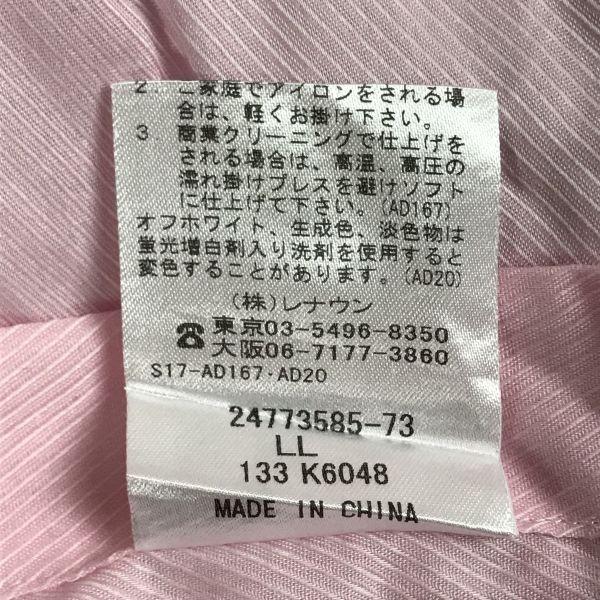 2. ご家庭でアイロンをされる場
合は、軽くお掛け下さい。
3. 商業クリーニングで仕上げを
される場合は、高温、高圧の
濡れ掛けプレスを避けソフト
に仕上げて下さい。(AD167)
オフホワイト、生成色、淡色物は
蛍光増白剤入り洗剤を使用すると
変色することがあります。(AD20)
(株)レナウン
☎東京03-5496-8350
大阪06-7177-3860
S17-AD167・AD20
24773585-73
LL
133 K6048
MADE IN CHINA